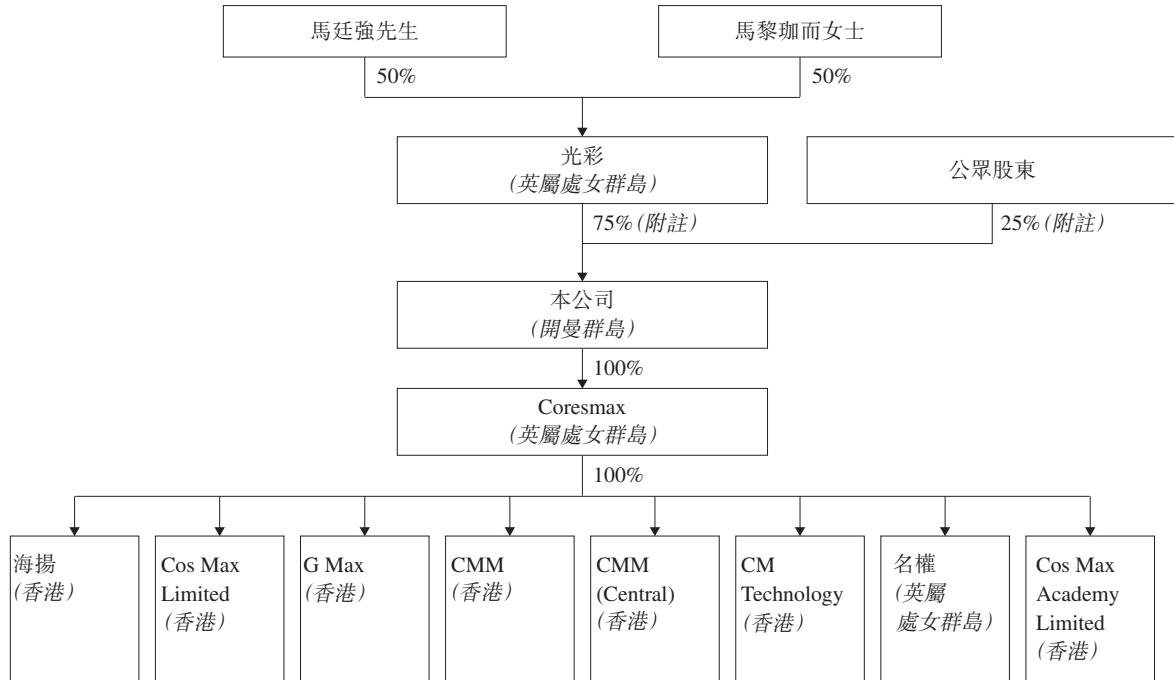 馬廷強先生
馬黎珈而女士
50%
50%
光彩
(英屬處女群島)
公眾股東
75%(附註)
25%(附註)
本公司
(開曼群島)
100%
Coresmax
(英屬處女群島)
100%
海揚
(香港)
Cos Max
Limited
(香港)
G Max
(香港)
CMM
(香港)
CMM
(Central)
(香港)
CM
Technology
(香港)
名權
(英屬
處女群島)
Cos Max
Academy
Limited
(香港)